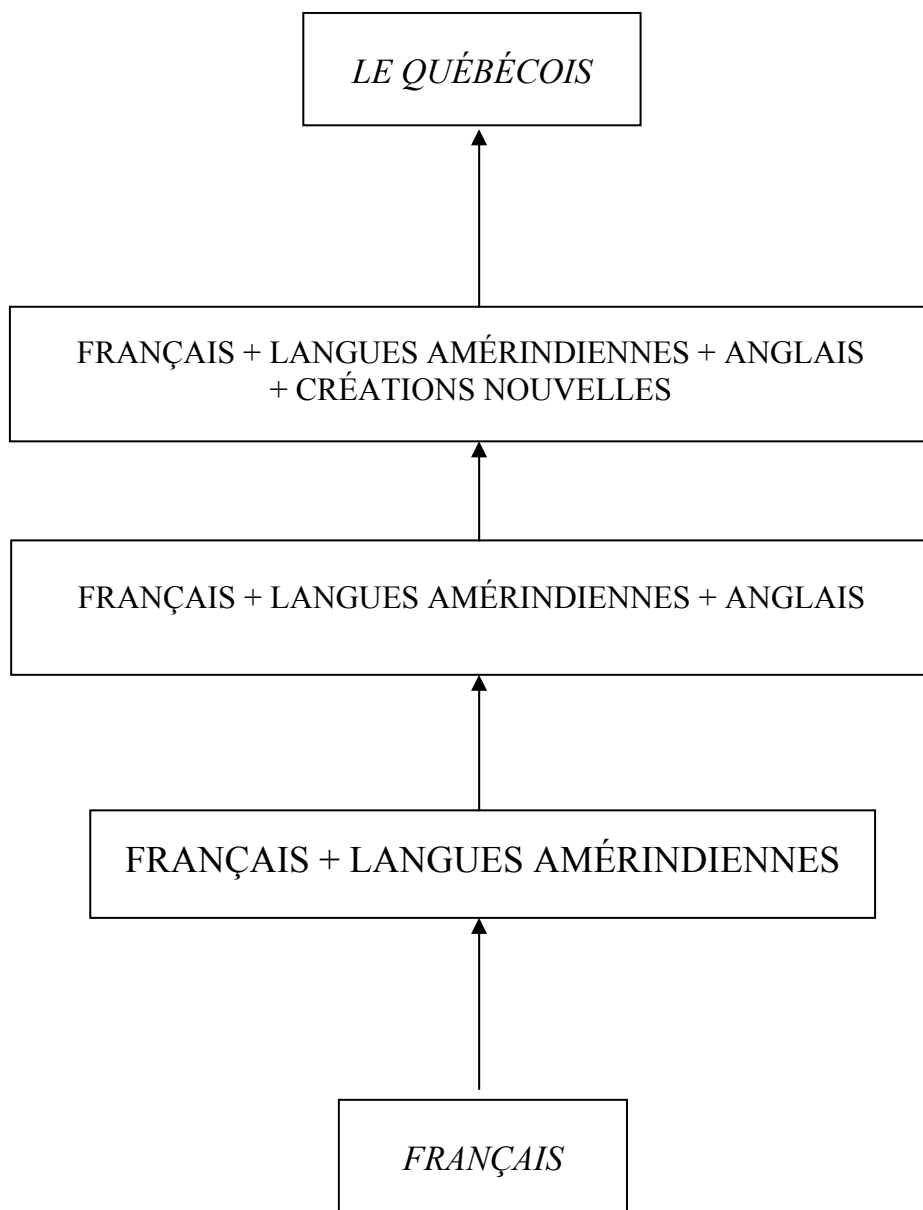 LE QUÉBÉCOIS
FRANÇAIS + LANGUES AMÉRINDIENNES + ANGLAIS
+ CRÉATIONS NOUVELLES
FRANÇAIS + LANGUES AMÉRINDIENNES + ANGLAIS
FRANÇAIS + LANGUES AMÉRINDIENNES
FRANÇAIS